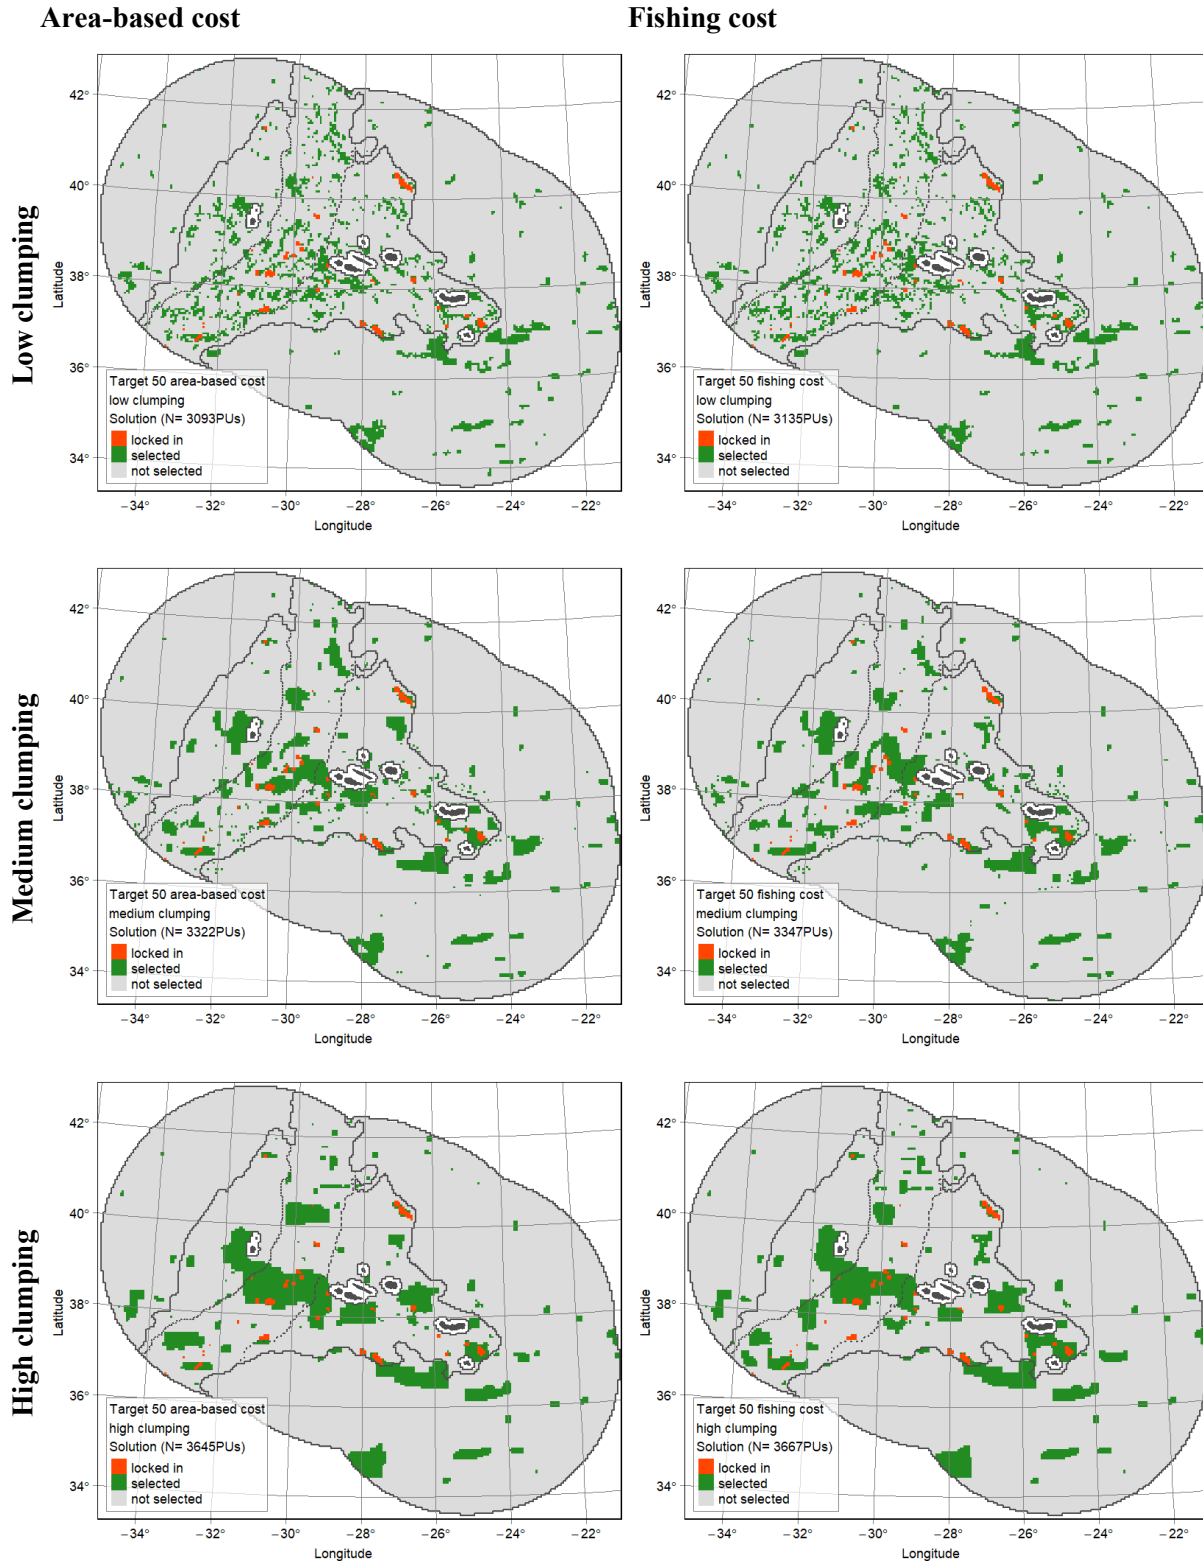 Area-based cost
Fishing cost
Low clumping
42°
40°
38°
36°
34°
Latitude
Target 50 area-based cost
low clumping
Solution (N= 3093PUs)
locked in
selected
not selected
−34° −32° −30° −28° −26° −24° −22°
Longitude
42°
40°
38°
36°
34°
Latitude
Target 50 fishing cost
low clumping
Solution (N= 3135PUs)
locked in
selected
not selected
−34° −32° −30° −28° −26° −24° −22°
Longitude
Medium clumping
42°
40°
38°
36°
34°
Latitude
Target 50 area-based cost
medium clumping
Solution (N= 3322PUs)
locked in
selected
not selected
−34° −32° −30° −28° −26° −24° −22°
Longitude
42°
40°
38°
36°
34°
Latitude
Target 50 fishing cost
medium clumping
Solution (N= 3347PUs)
locked in
selected
not selected
−34° −32° −30° −28° −26° −24° −22°
Longitude
High clumping
42°
40°
38°
36°
34°
Latitude
Target 50 area-based cost
high clumping
Solution (N= 3645PUs)
locked in
selected
not selected
−34° −32° −30° −28° −26° −24° −22°
Longitude
42°
40°
38°
36°
34°
Latitude
Target 50 fishing cost
high clumping
Solution (N= 3667PUs)
locked in
selected
not selected
−34° −32° −30° −28° −26° −24° −22°
Longitude